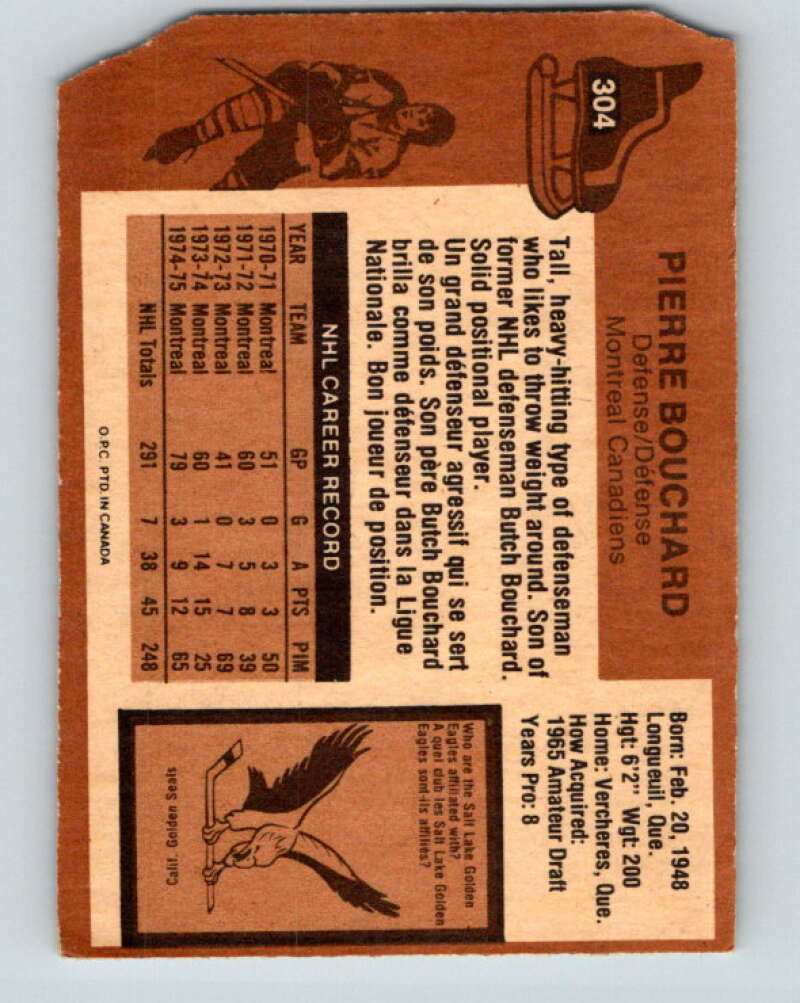 304
PIERRE BOUCHARD
Defense/Défense
Montreal Canadiens
Tall, heavy-hitting type of defenseman
who likes to throw weight around. Son of
former NHL defenseman Butch Bouchard.
Solid positional player.
Un grand défenseur agressif qui se sert
de son poids. Son père Butch Bouchard
brilla comme défenseur dans la Ligue
Nationale. Bon joueur de position.
Born: Feb. 20, 1948
Longueuil, Que.
Hgt: 6'2" Wgt: 200
Home: Vercheres, Que.
How Acquired:
1965 Amateur Draft
Years Pro: 8
NHL CAREER RECORD
YEAR TEAM GP G A PTS PIM
1970-71 Montreal 51 0 3 3 50
1971-72 Montreal 60 3 5 8 39
1972-73 Montreal 41 0 7 7 69
1973-74 Montreal 60 1 14 15 25
1974-75 Montreal 79 3 9 12 65
NHL Totals 291 7 38 45 248
Who are the Salt Lake Golden
Eagles affiliated with?
A quel club les Salt Lake Golden
Eagles sont-ils affiliés?
Calif. Golden Seals
O.P.C. PTD. IN CANADA